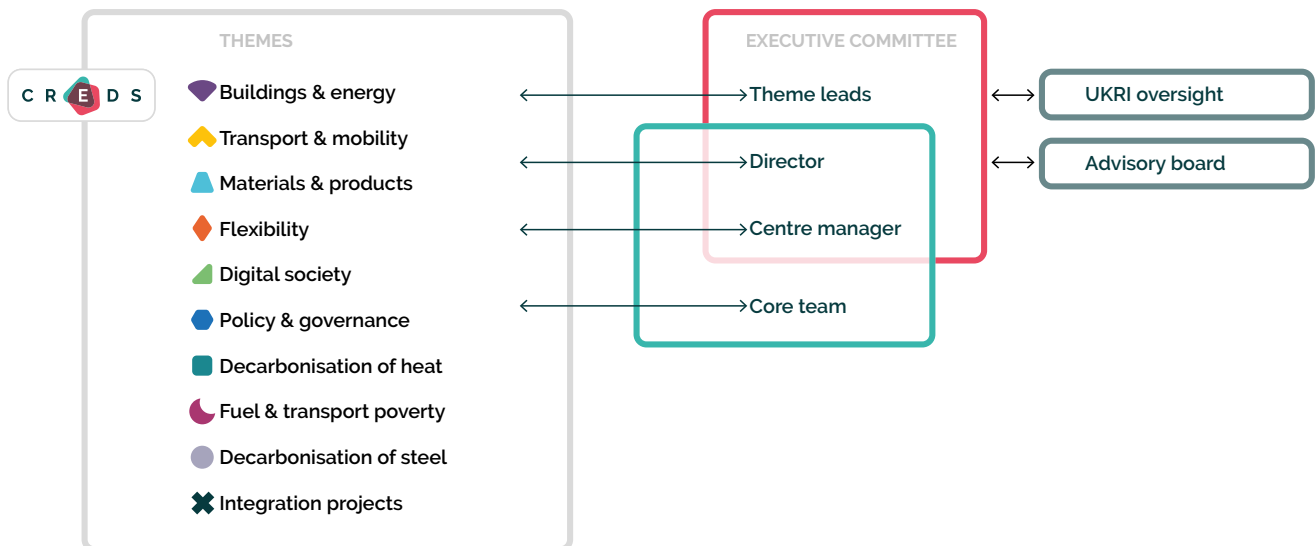 THEMES
EXECUTIVE COMMITTEE
CREDS
Buildings & energy
Theme leads
UKRI oversight
Transport & mobility
Director
Advisory board
Materials & products
Flexibility
Centre manager
Digital society
Core team
Policy & governance
Decarbonisation of heat
Fuel & transport poverty
Decarbonisation of steel
Integration projects